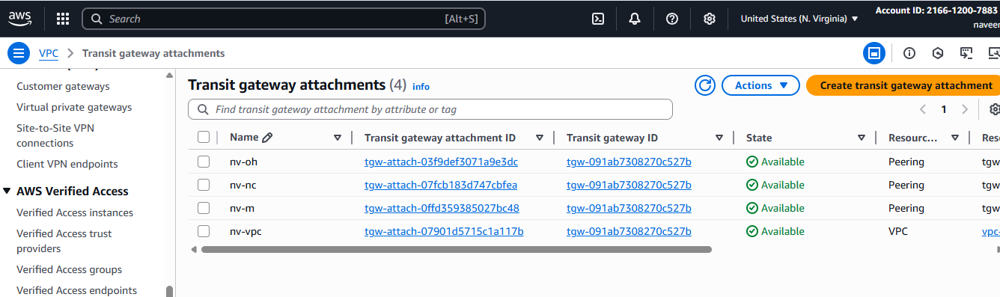 aws Search [Alt+S] United States (N. Virginia) Account ID: 2166-1200-7883
naveen
VPC Transit gateway attachments
Customer gateways
Virtual private gateways
Site-to-Site VPN
connections
Client VPN endpoints
AWS Verified Access
Verified Access instances
Verified Access trust
providers
Verified Access groups
Verified Access endpoints
Transit gateway attachments (4) info
Actions
Create transit gateway attachment
Find transit gateway attachment by attribute or tag
1
Name Transit gateway attachment ID Transit gateway ID State Resourc...
nv-oh tgw-attach-03f9def3071a9e3dc tgw-091ab7308270c527b Available Peering tgw
nv-nc tgw-attach-07fcb183d747cbfea tgw-091ab7308270c527b Available Peering tgw
nv-m tgw-attach-0ffd359385027bc48 tgw-091ab7308270c527b Available Peering tgw
nv-vpc tgw-attach-07901d5715c1a117b tgw-091ab7308270c527b Available VPC vpc-